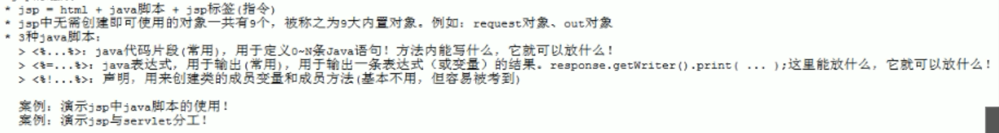 * jsp = html + java脚本 + jsp标签(指令)
* jsp中无需创建即可使用的对象一共有9个，被称之为9大内置对象。例如：request对象、out对象
* 3种java脚本：
> <%...%>：java代码片段(常用)，用于定义0~N条Java语句！方法内能写什么，它就可以放什么！
> <%=...%>：java表达式，用于输出(常用)，用于输出一条表达式（或变量）的结果。response.getWriter().print( ... );这里能放什么，它就可以放什么！
> <%!...%>：声明，用来创建类的成员变量和成员方法(基本不用，但容易被考到)
案例：演示jsp中java脚本的使用！
案例：演示jsp与servlet分工！